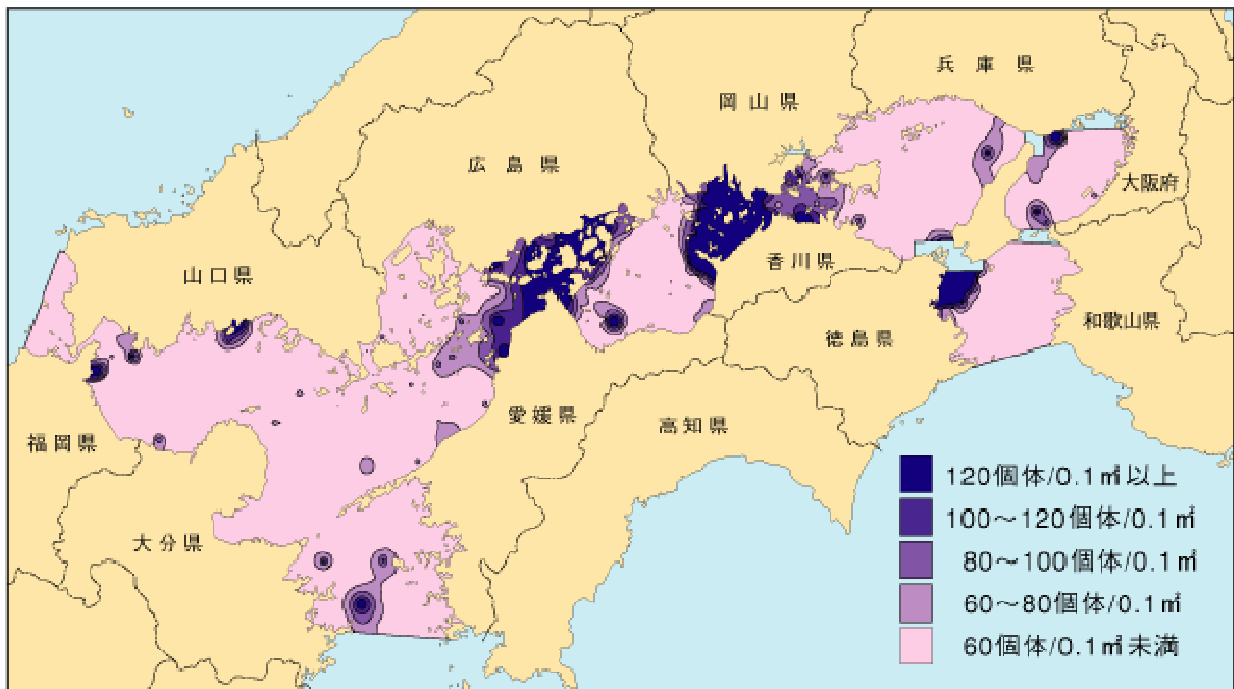 兵庫県
岡山県
広島県
大阪府
山口県
香川県
和歌山県
徳島県
愛媛県
高知県
福岡県
大分県
120個体/0.1㎡以上
100～120個体/0.1㎡
80～100個体/0.1㎡
60～80個体/0.1㎡
60個体/0.1㎡未満